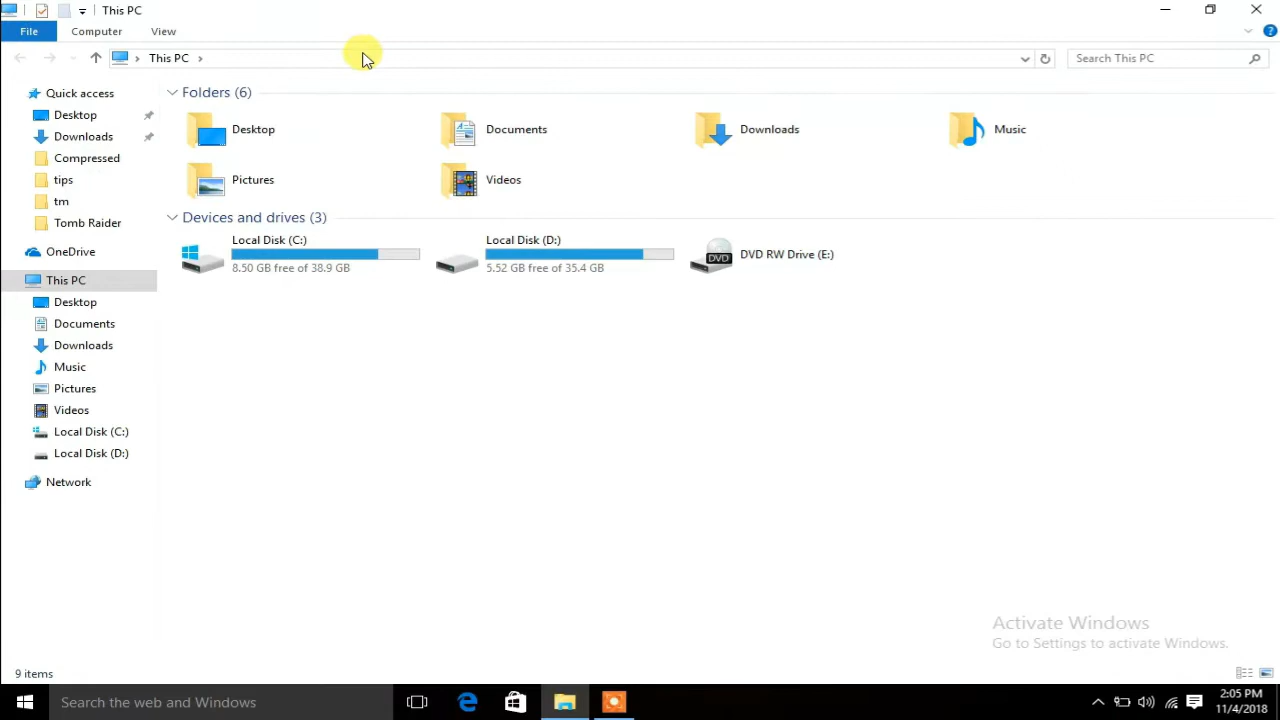 This PC
File Computer View
This PC
Search This PC
Quick access
Desktop
Downloads
Compressed
tips
tm
Tomb Raider
OneDrive
This PC
Desktop
Documents
Downloads
Music
Pictures
Videos
Local Disk (C:)
Local Disk (D:)
Network
Folders (6)
Desktop
Documents
Downloads
Music
Pictures
Videos
Devices and drives (3)
Local Disk (C:)
8.50 GB free of 38.9 GB
Local Disk (D:)
5.52 GB free of 35.4 GB
DVD
DVD RW Drive (E:)
Activate Windows
Go to Settings to activate Windows.
9 items
Search the web and Windows
2:05 PM
11/4/2018